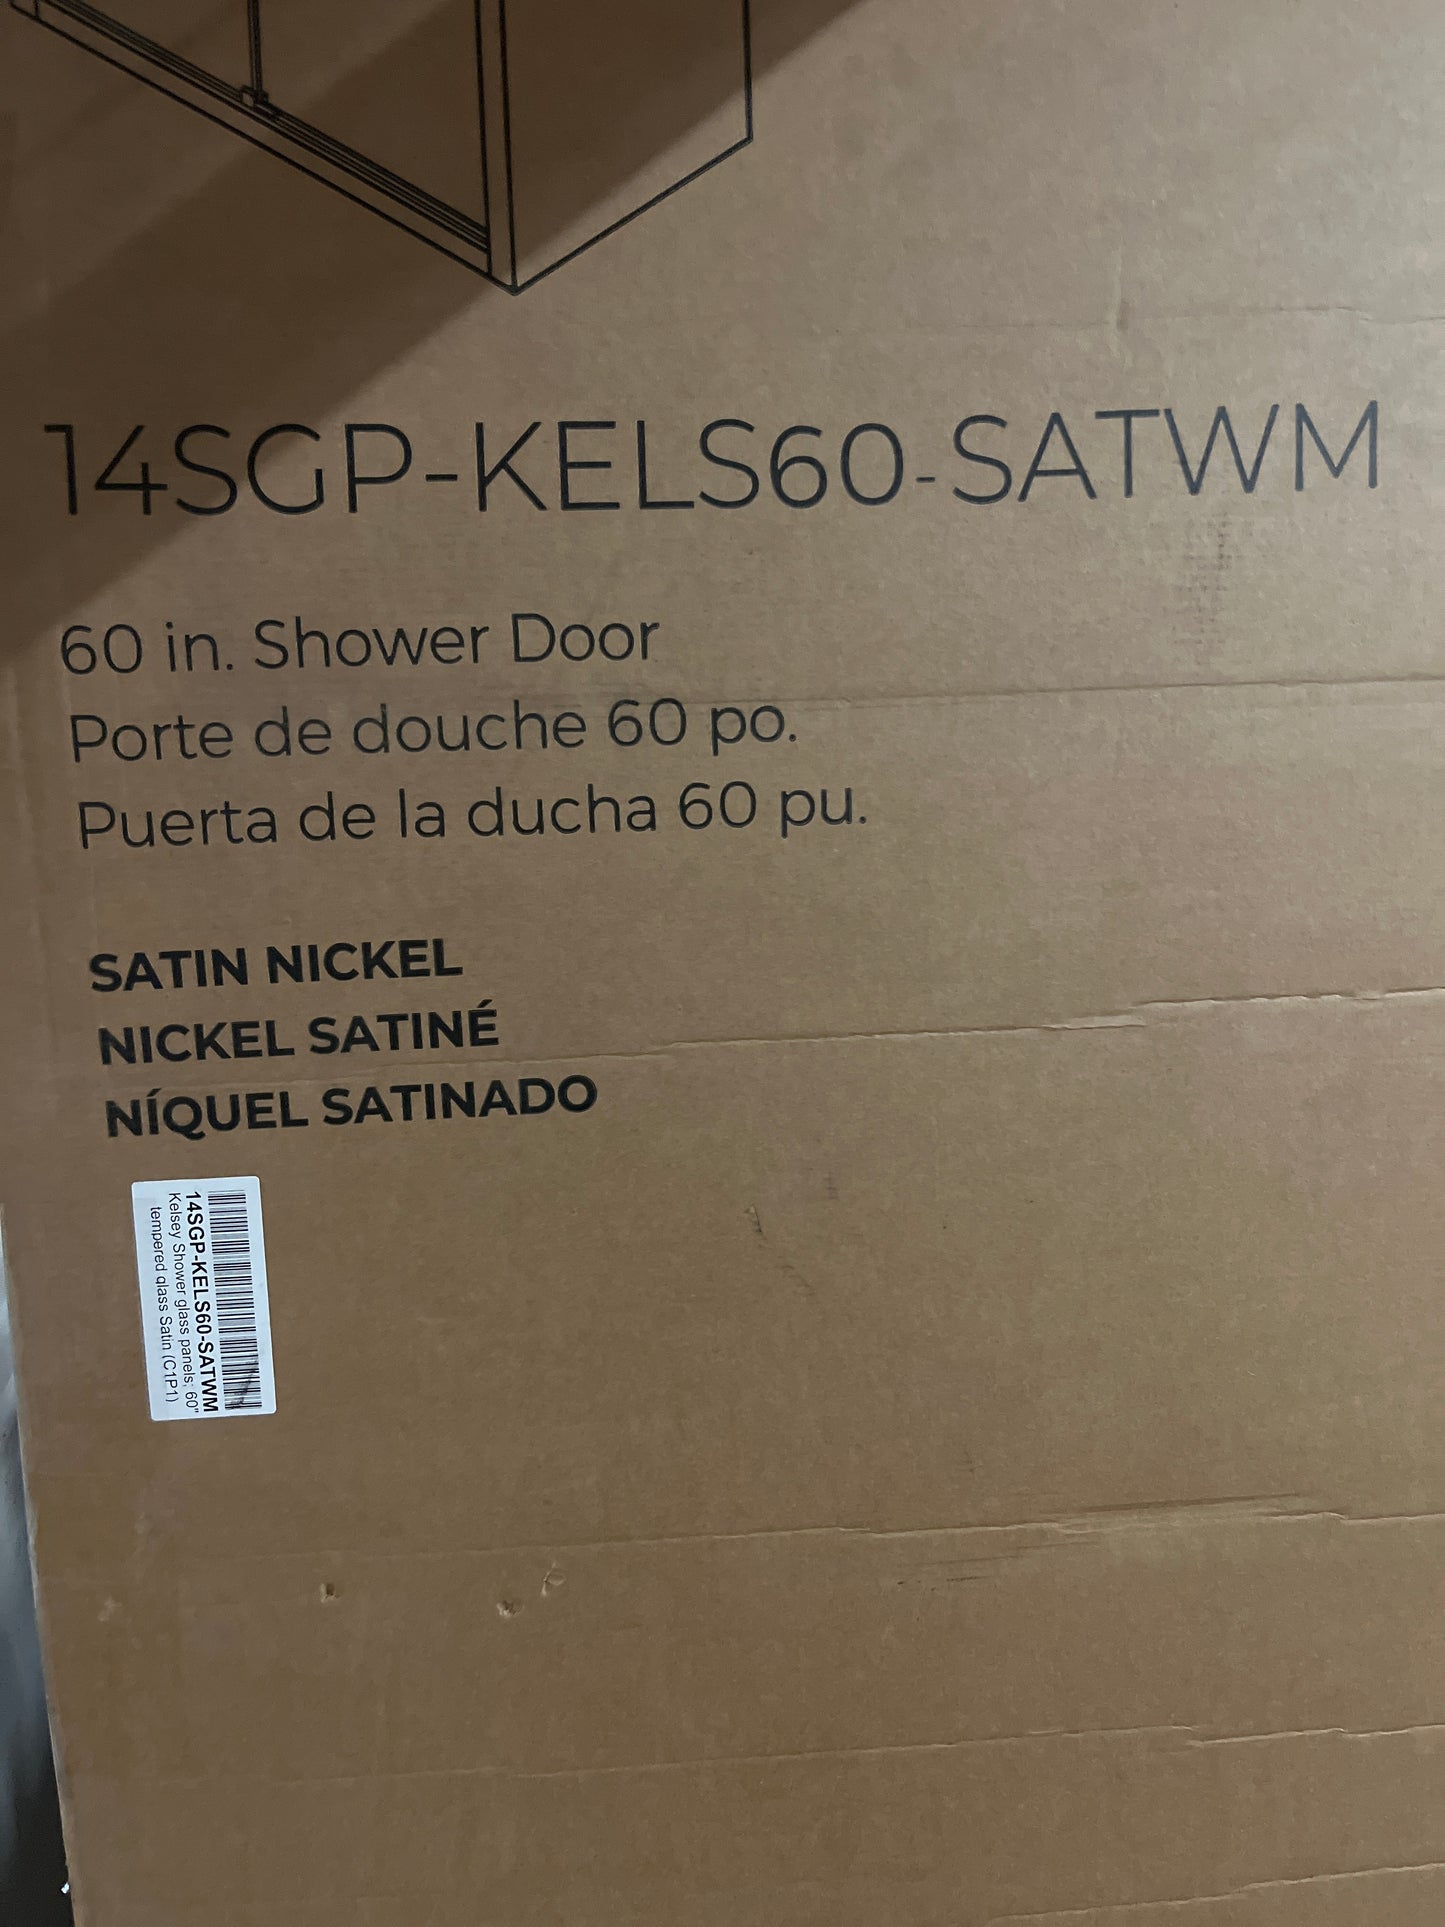 14SGP-KELS60-SATWM
60 in. Shower Door
Porte de douche 60 po.
Puerta de la ducha 60 pu.
SATIN NICKEL
NICKEL SATINÉ
NÍQUEL SATINADO
14SGP-KELS60-SATWM
Kelsey Shower glass panels; 60"
tempered glass Satin (C1P1)